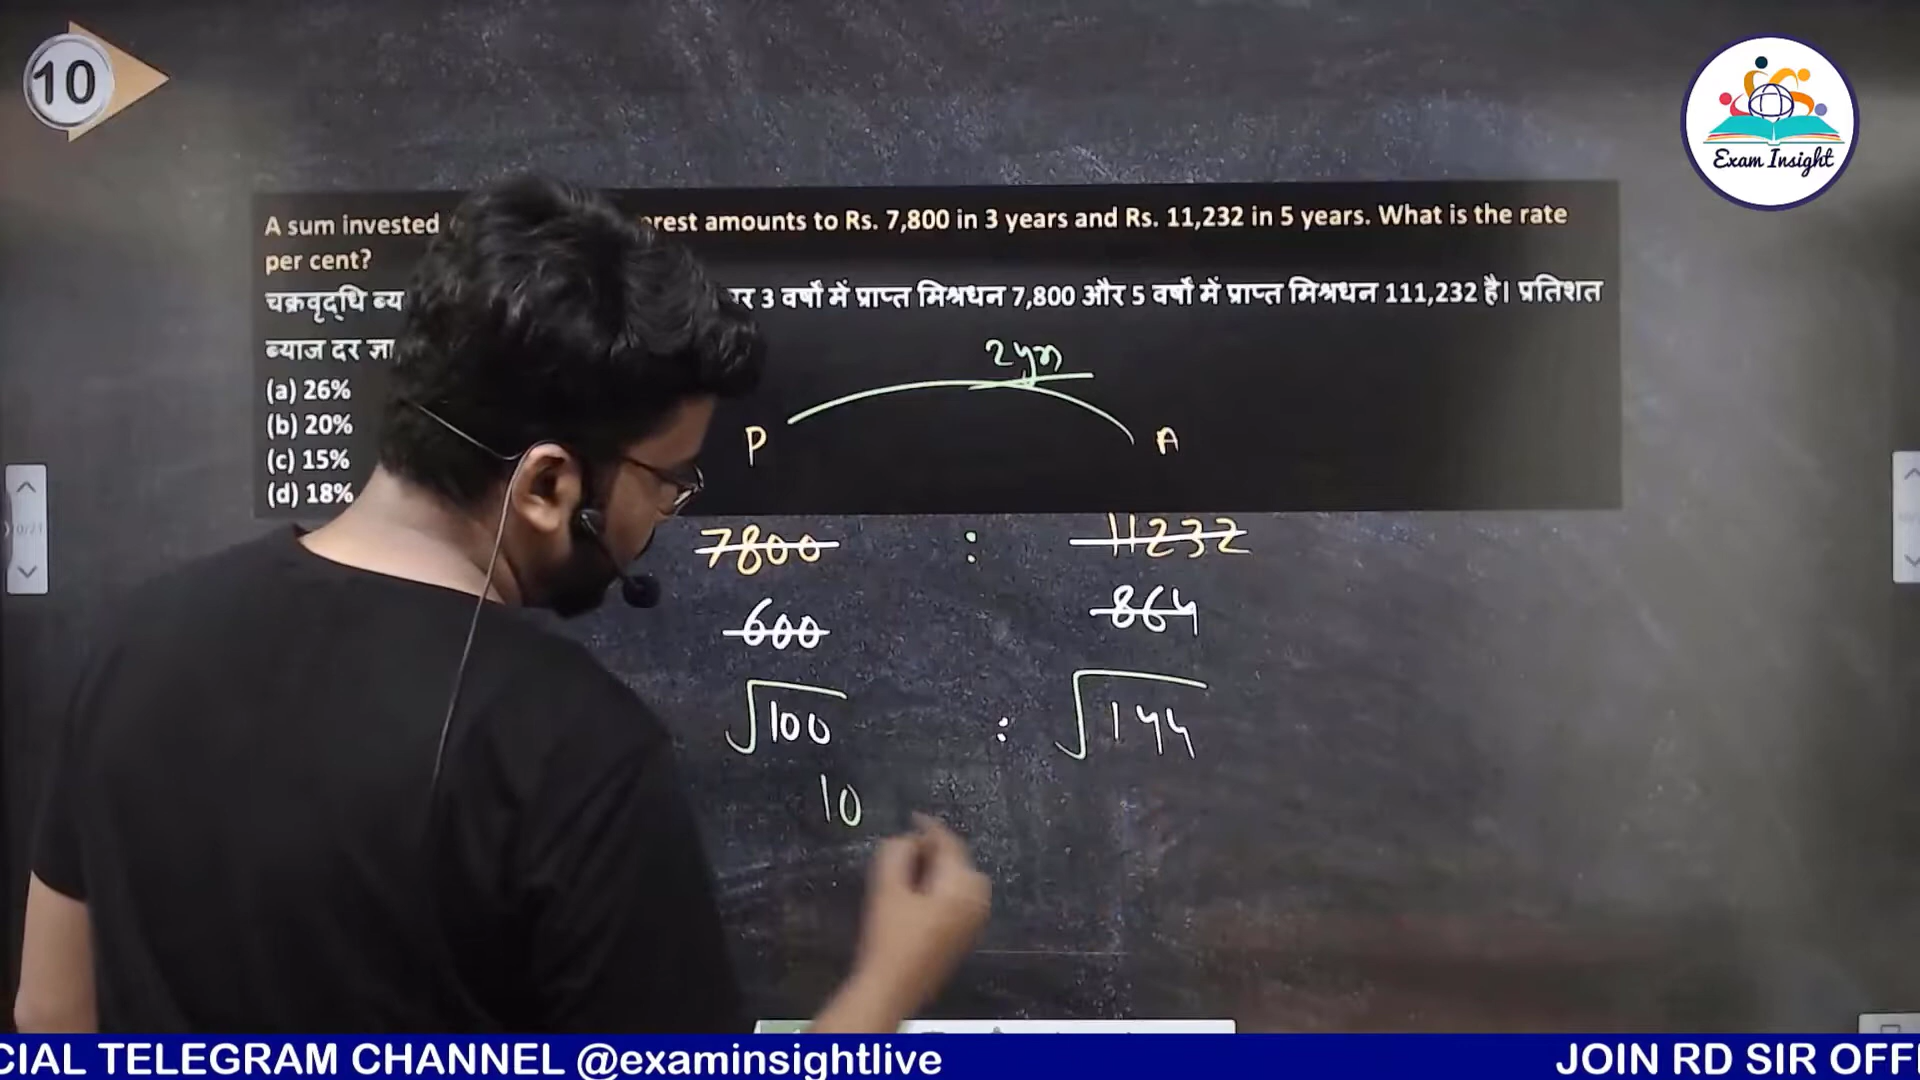 10
Exam Insight
A sum invested
rest amounts to Rs. 7,800 in 3 years and Rs. 11,232 in 5 years. What is the rate
per cent?
चक्रवृद्धि ब्य
पर 3 वर्षों में प्राप्त मिश्रधन 7,800 और 5 वर्षों में प्राप्त मिश्रधन 111,232 है। प्रतिशत
ब्याज दर ज्ञा
(a) 26%
(b) 20%
(c) 15%
(d) 18%
2yrs
P A
7800 : 11232
600 864
√100 : √144
10
CIAL TELEGRAM CHANNEL @examinsightlive
JOIN RD SIR OFFI